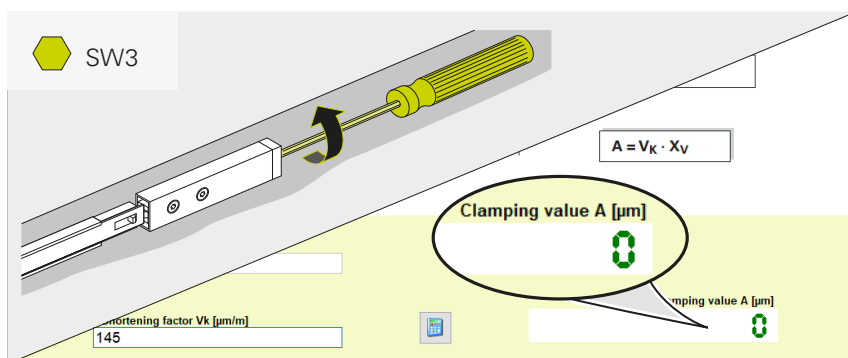 SW3
A = VK · XV
Clamping value A [µm]
0
mping value A [µm]
0
hortening factor Vk [µm/m]
145